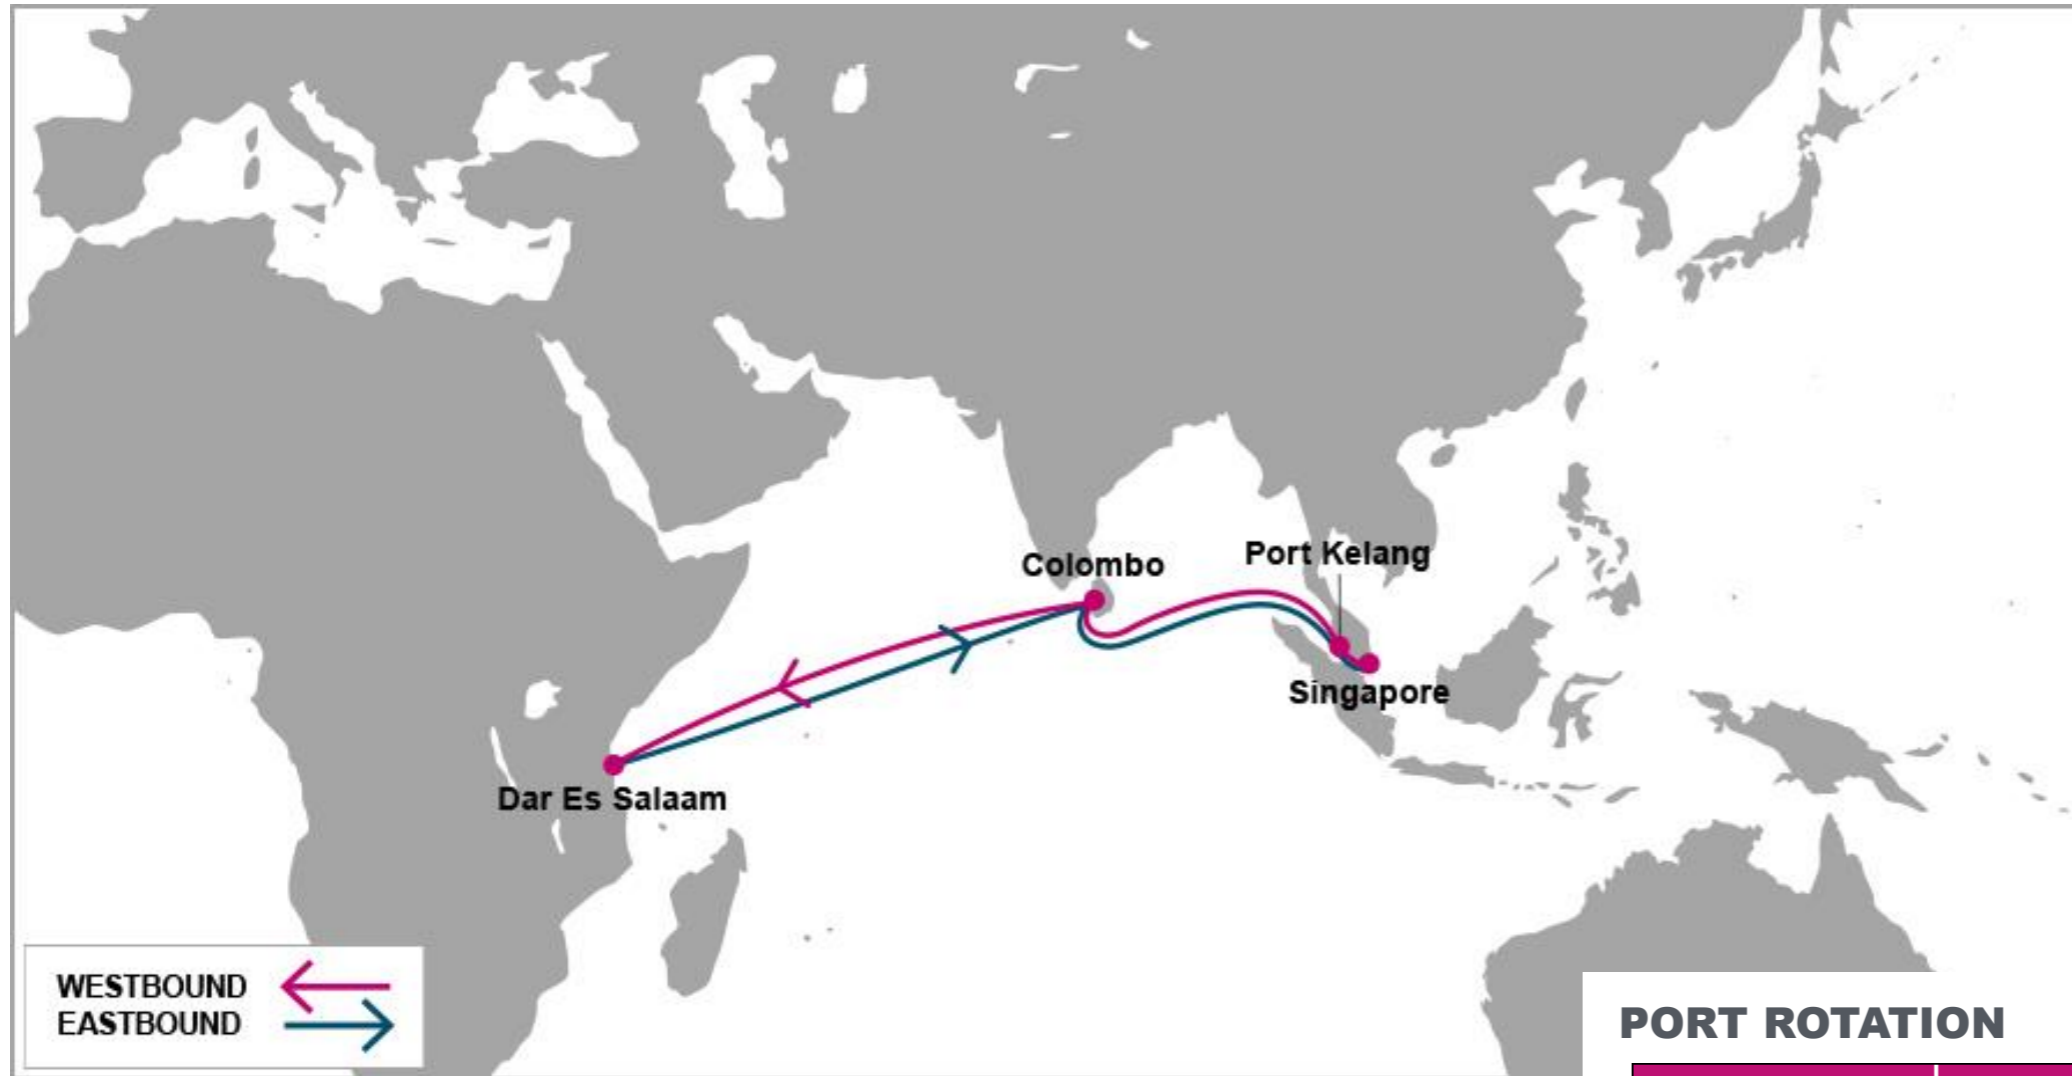 Colombo
Port Kelang
Singapore
Dar Es Salaam
WESTBOUND
EASTBOUND
PORT ROTATION